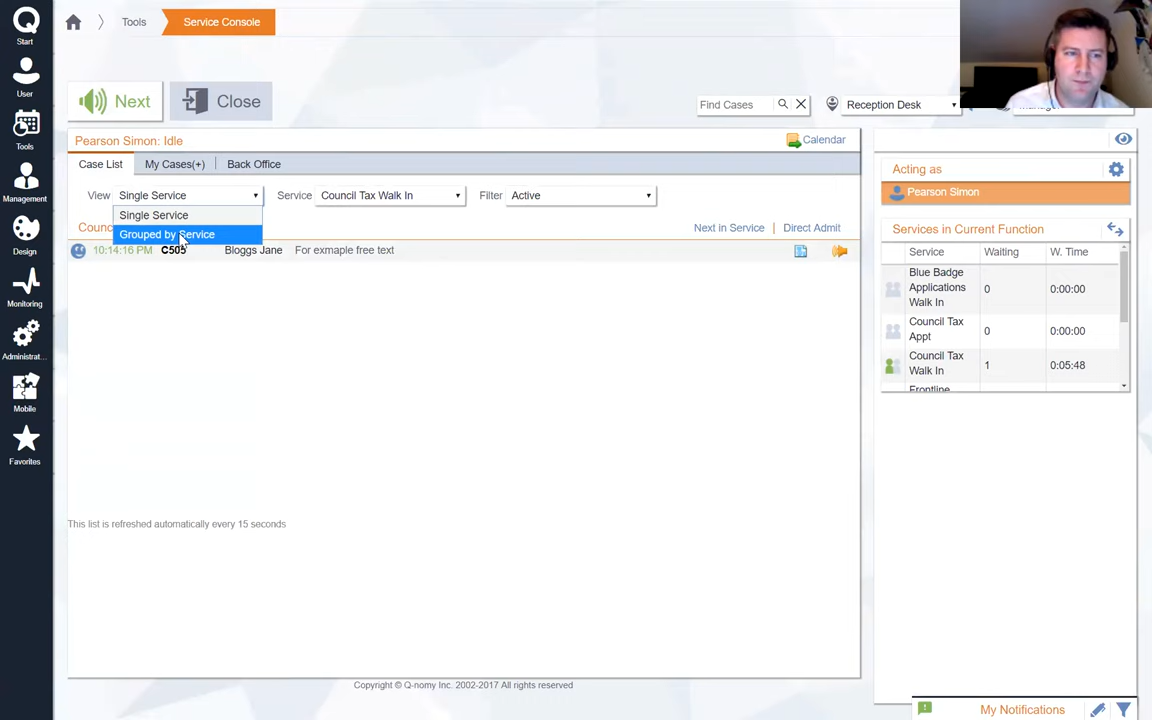 Start
User
Tools
Management
Design
Monitoring
Administrat...
Mobile
Favorites
Tools
Service Console
Next
Close
Find Cases
Reception Desk
Pearson Simon: Idle
Calendar
Case List
My Cases(+)
Back Office
View
Single Service
Service
Council Tax Walk In
Filter
Active
Single Service
Grouped by Service
Counc
Next in Service
Direct Admit
10:14:16 PM
C505
Bloggs Jane
For exmaple free text
This list is refreshed automatically every 15 seconds
Copyright © Q-nomy Inc. 2002-2017 All rights reserved
Acting as
Pearson Simon
Services in Current Function
Service
Waiting
W. Time
Blue Badge
Applications
Walk In
0
0:00:00
Council Tax
Appt
0
0:00:00
Council Tax
Walk In
1
0:05:48
Frontline
My Notifications